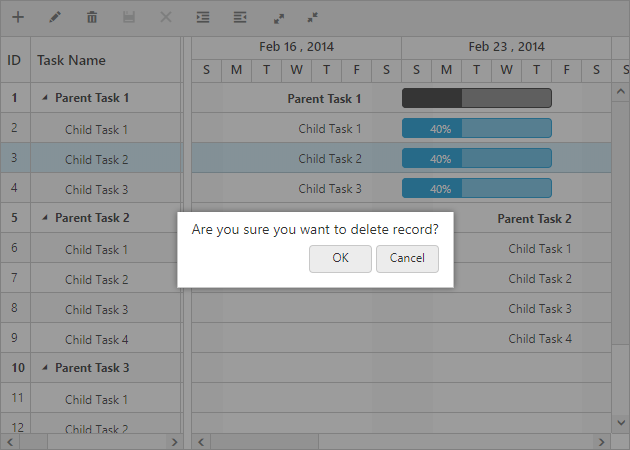 Feb 16 , 2014 Feb 23 , 2014
ID Task Name S M T W T F S S M T W T F S S
1 Parent Task 1 Parent Task 1
2 Child Task 1 Child Task 1 40%
3 Child Task 2 Child Task 2 40%
4 Child Task 3 Child Task 3 40%
5 Parent Task 2 Parent Task 2
Are you sure you want to delete record?
6 Child Task 1 Child Task 1
OK Cancel
7 Child Task 2 Child Task 2
8 Child Task 3 Child Task 3
9 Child Task 4 Child Task 4
10 Parent Task 3
11 Child Task 1
12 Child Task 2